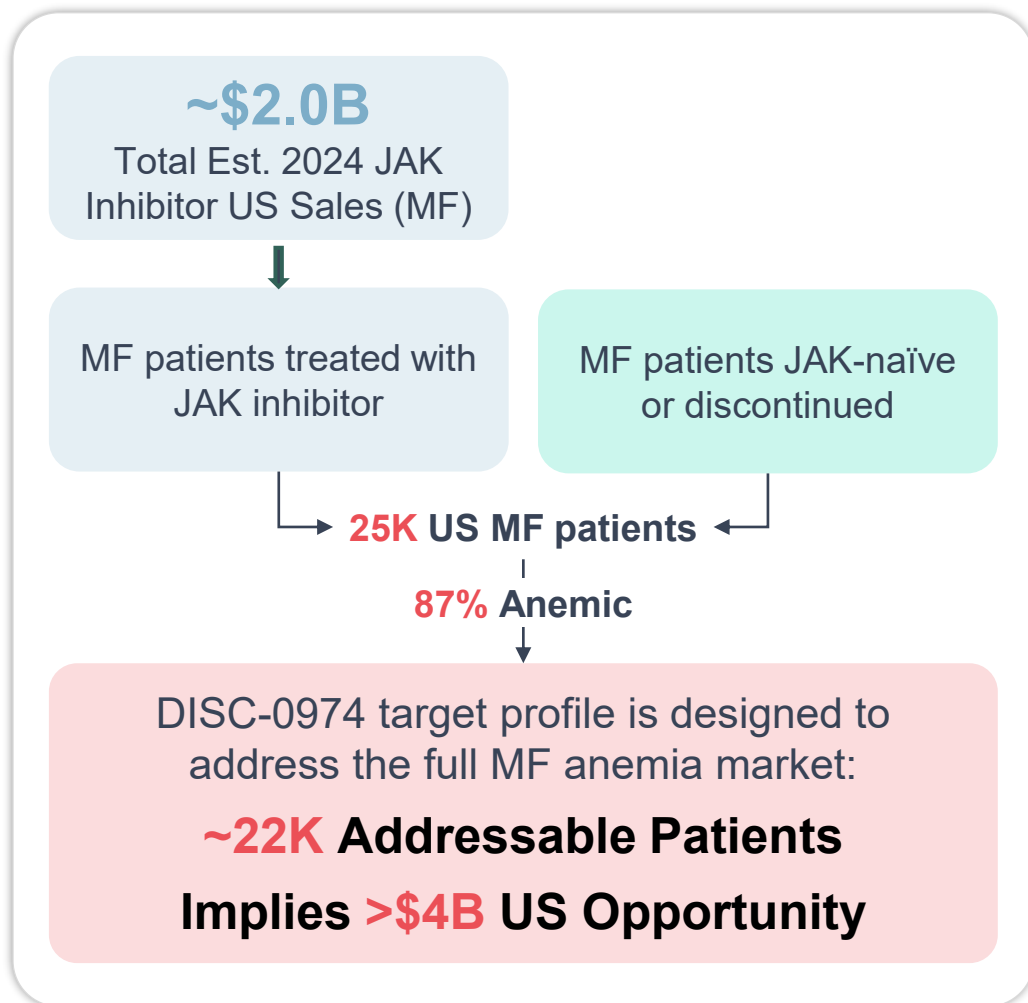 ~$2.0B
Total Est. 2024 JAK
Inhibitor US Sales (MF)
MF patients treated with
JAK inhibitor
MF patients JAK-naïve
or discontinued
25K US MF patients
87% Anemic
DISC-0974 target profile is designed to
address the full MF anemia market:
~22K Addressable Patients
Implies >$4B US Opportunity